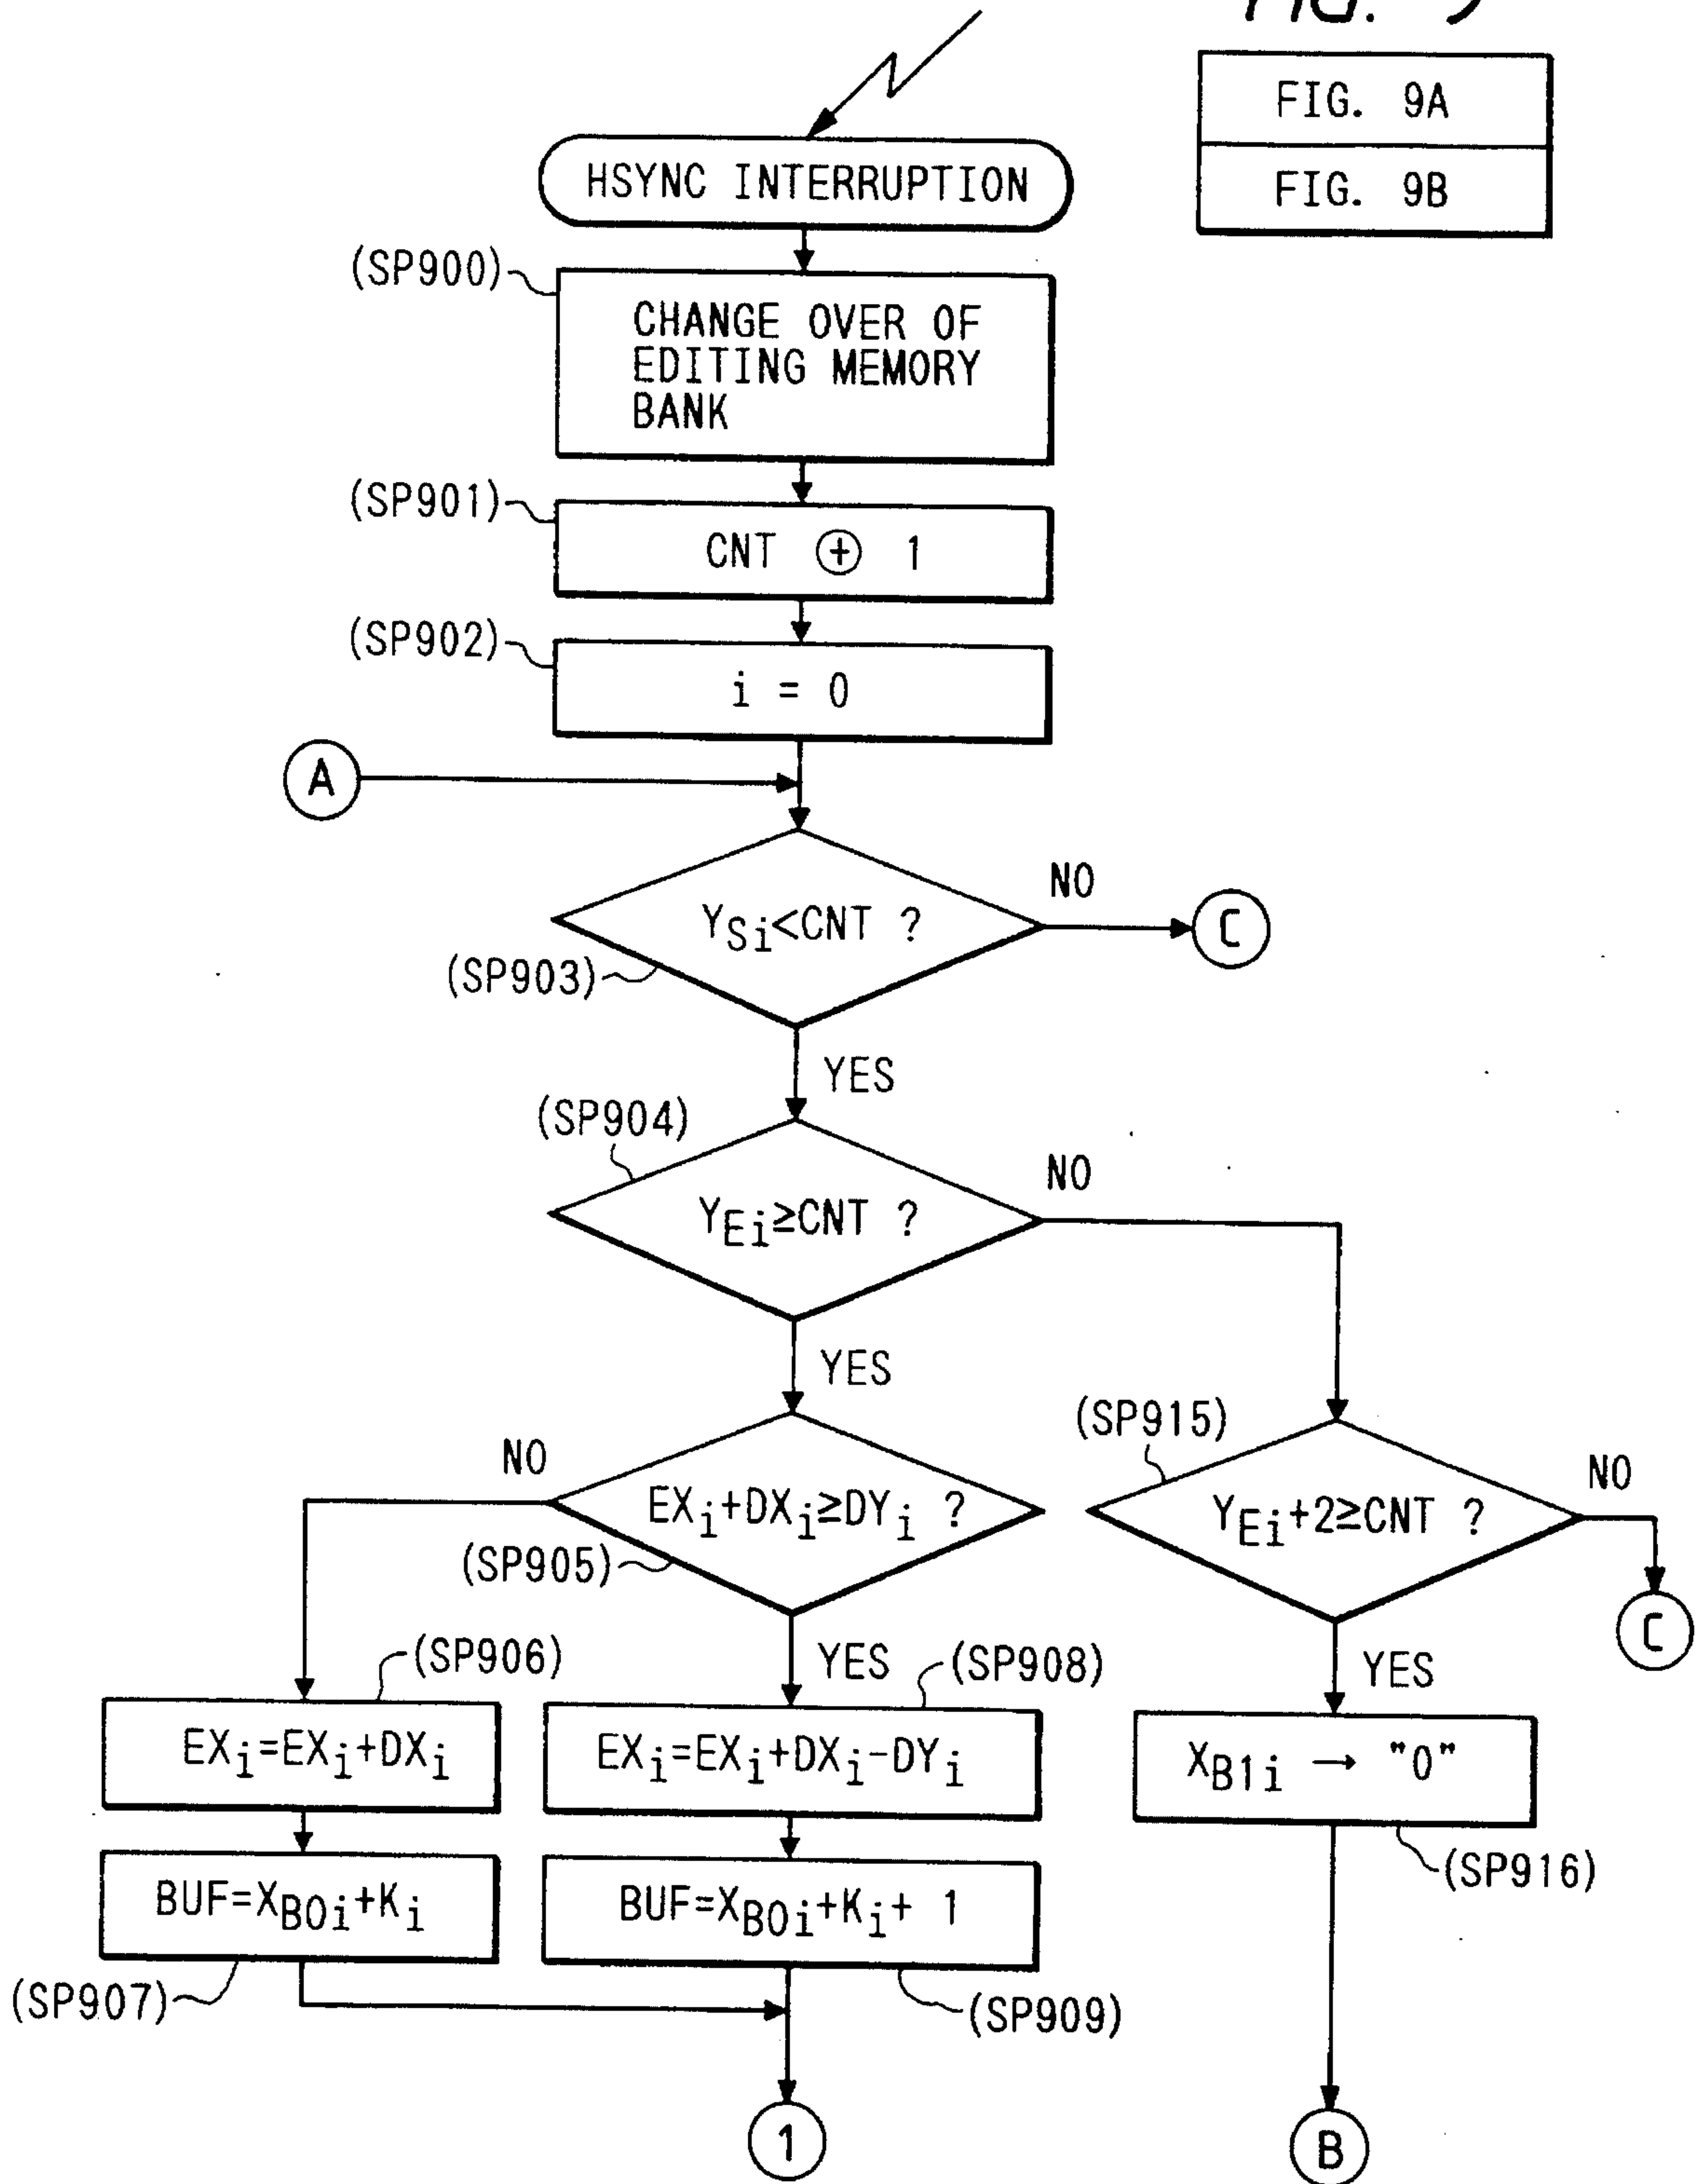 FIG. 9
FIG. 9A
FIG. 9B
HSYNC INTERRUPTION
(SP900)
CHANGE OVER OF
EDITING MEMORY
BANK
(SP901)
CNT ⊕ 1
(SP902)
i = 0
A
YSi<CNT ?
NO
C
(SP903)
YES
(SP904)
YEi≥CNT ?
NO
YES
(SP915)
NO
EXi+DXi≥DYi ?
YEi+2≥CNT ?
NO
(SP905)
C
(SP906)
YES
(SP908)
YES
EXi=EXi+DXi
EXi=EXi+DXi-DYi
XB1i → "0"
(SP916)
BUF=XB0i+Ki
BUF=XB0i+Ki+ 1
(SP907)
(SP909)
1
B